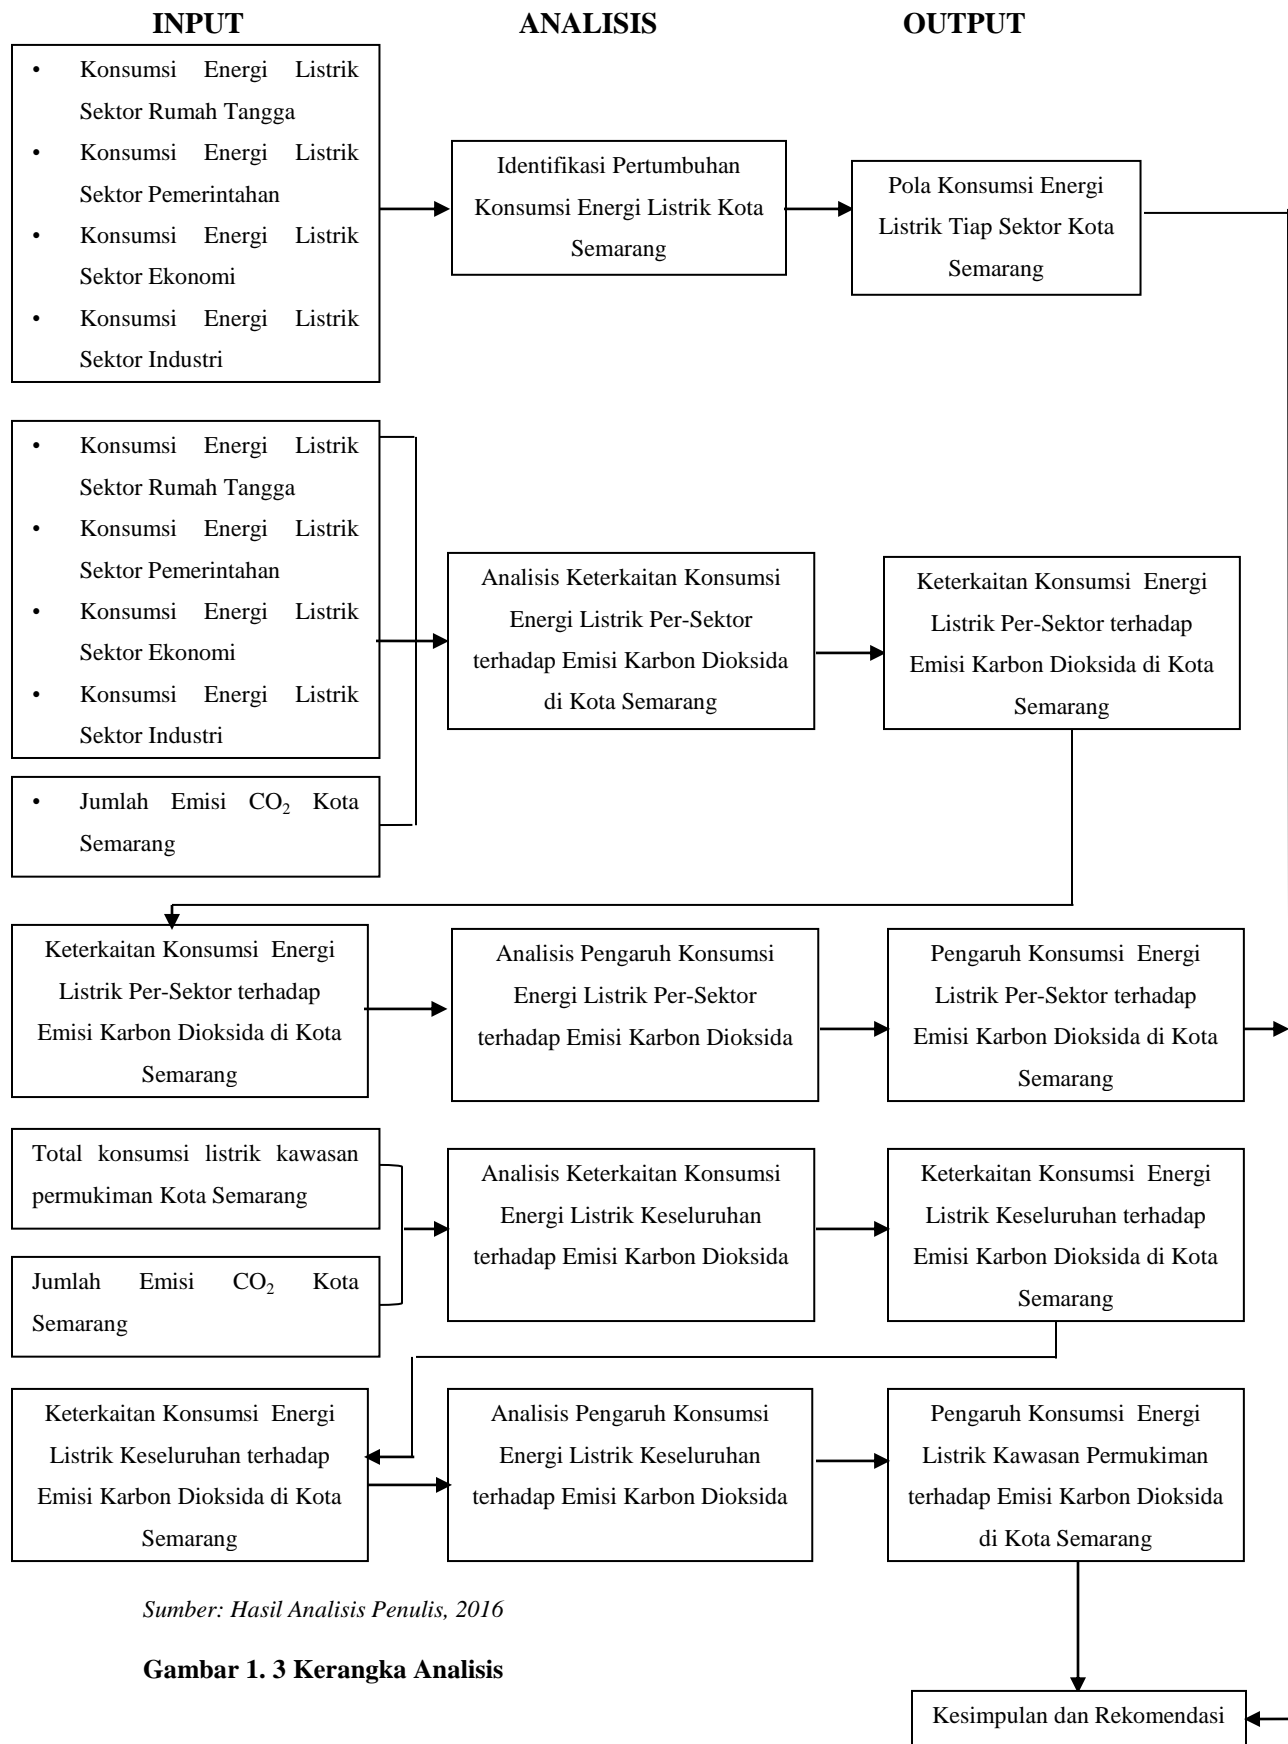 INPUT ANALISIS OUTPUT
• Konsumsi Energi Listrik
Sektor Rumah Tangga
• Konsumsi Energi Listrik
Sektor Pemerintahan
• Konsumsi Energi Listrik
Sektor Ekonomi
• Konsumsi Energi Listrik
Sektor Industri
Identifikasi Pertumbuhan
Konsumsi Energi Listrik Kota
Semarang
Pola Konsumsi Energi
Listrik Tiap Sektor Kota
Semarang
• Konsumsi Energi Listrik
Sektor Rumah Tangga
• Konsumsi Energi Listrik
Sektor Pemerintahan
• Konsumsi Energi Listrik
Sektor Ekonomi
• Konsumsi Energi Listrik
Sektor Industri
• Jumlah Emisi CO₂ Kota
Semarang
Analisis Keterkaitan Konsumsi
Energi Listrik Per-Sektor
terhadap Emisi Karbon Dioksida
di Kota Semarang
Keterkaitan Konsumsi Energi
Listrik Per-Sektor terhadap
Emisi Karbon Dioksida di Kota
Semarang
Keterkaitan Konsumsi Energi
Listrik Per-Sektor terhadap
Emisi Karbon Dioksida di Kota
Semarang
Analisis Pengaruh Konsumsi
Energi Listrik Per-Sektor
terhadap Emisi Karbon Dioksida
Pengaruh Konsumsi Energi
Listrik Per-Sektor terhadap
Emisi Karbon Dioksida di Kota
Semarang
Total konsumsi listrik kawasan
permukiman Kota Semarang
Jumlah Emisi CO₂ Kota
Semarang
Analisis Keterkaitan Konsumsi
Energi Listrik Keseluruhan
terhadap Emisi Karbon Dioksida
Keterkaitan Konsumsi Energi
Listrik Keseluruhan terhadap
Emisi Karbon Dioksida di Kota
Semarang
Keterkaitan Konsumsi Energi
Listrik Keseluruhan terhadap
Emisi Karbon Dioksida di Kota
Semarang
Analisis Pengaruh Konsumsi
Energi Listrik Keseluruhan
terhadap Emisi Karbon Dioksida
Pengaruh Konsumsi Energi
Listrik Kawasan Permukiman
terhadap Emisi Karbon Dioksida
di Kota Semarang
Sumber: Hasil Analisis Penulis, 2016
Gambar 1. 3 Kerangka Analisis
Kesimpulan dan Rekomendasi